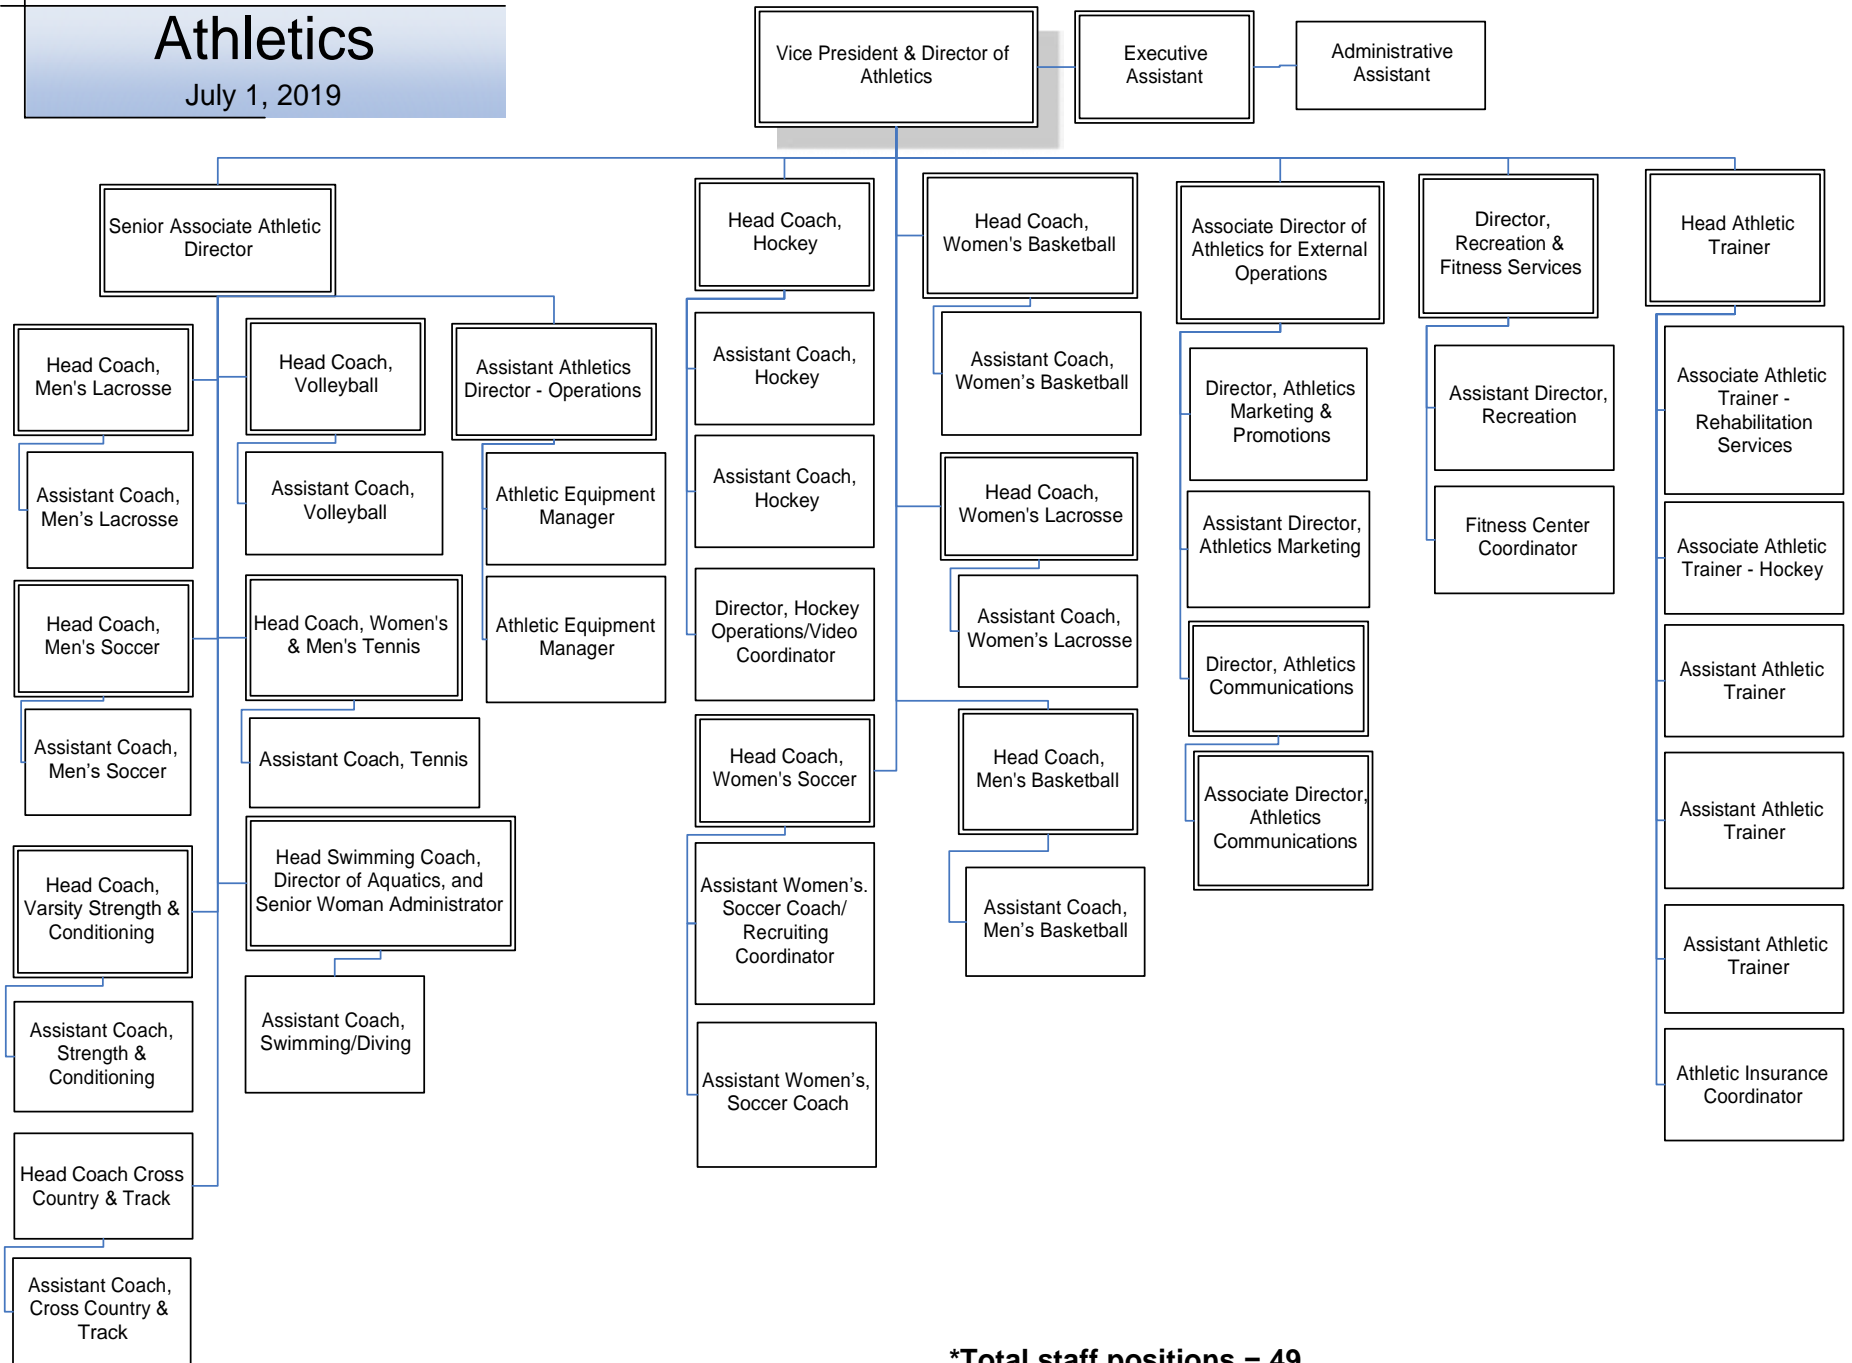 Athletics
July 1, 2019
Vice President & Director of
Athletics
Executive
Assistant
Administrative
Assistant
Senior Associate Athletic
Director
Head Coach,
Men's Lacrosse
Assistant Coach,
Men’s Lacrosse
Head Coach,
Men's Soccer
Assistant Coach,
Men’s Soccer
Head Coach,
Varsity Strength &
Conditioning
Assistant Coach,
Strength &
Conditioning
Head Coach Cross
Country & Track
Assistant Coach,
Cross Country &
Track
Head Coach,
Volleyball
Assistant Coach,
Volleyball
Head Coach, Women's
& Men's Tennis
Assistant Coach, Tennis
Head Swimming Coach,
Director of Aquatics, and
Senior Woman Administrator
Assistant Coach,
Swimming/Diving
Assistant Athletics
Director - Operations
Athletic Equipment
Manager
Athletic Equipment
Manager
Head Coach,
Hockey
Assistant Coach,
Hockey
Assistant Coach,
Hockey
Director, Hockey
Operations/Video
Coordinator
Head Coach,
Women's Soccer
Assistant Women’s.
Soccer Coach/
Recruiting
Coordinator
Assistant Women’s,
Soccer Coach
Head Coach,
Women's Basketball
Assistant Coach,
Women’s Basketball
Head Coach,
Women's Lacrosse
Assistant Coach,
Women’s Lacrosse
Head Coach,
Men's Basketball
Assistant Coach,
Men’s Basketball
Associate Director of
Athletics for External
Operations
Director, Athletics
Marketing &
Promotions
Assistant Director,
Athletics Marketing
Director, Athletics
Communications
Associate Director,
Athletics
Communications
Director,
Recreation &
Fitness Services
Assistant Director,
Recreation
Fitness Center
Coordinator
Head Athletic
Trainer
Associate Athletic
Trainer -
Rehabilitation
Services
Associate Athletic
Trainer - Hockey
Assistant Athletic
Trainer
Assistant Athletic
Trainer
Assistant Athletic
Trainer
Athletic Insurance
Coordinator
*Total staff positions = 49